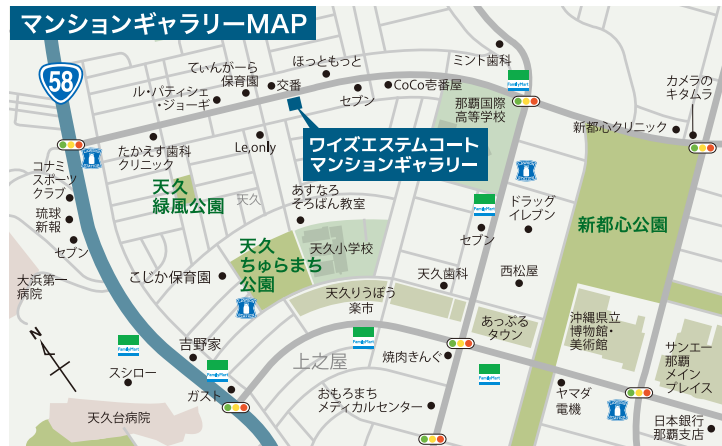 マンションギャラリーMAP
58
ミント歯科
ほっともっと
てぃんがーら
保育園
交番
CoCo壱番屋
FamilyMart
カメラの
キタムラ
ル・パティシェ
・ジョーギ
セブン
那覇国際
高等学校
新都心クリニック
ワイズエステムコート
マンションギャラリー
たかえす歯科
クリニック
Le,only
コナミ
スポーツ
クラブ
天久
緑風公園
天久
あすなろ
そろばん教室
FamilyMart
ドラッグ
イレブン
琉球
新報
セブン
セブン
新都心公園
天久
ちゅらまち
公園
天久小学校
大浜第一
病院
こじか保育園
天久歯科
西松屋
天久りうぼう
楽市
あっぷる
タウン
沖縄県立
博物館・
美術館
サンエー
那覇
メイン
プレイス
FamilyMart
吉野家
FamilyMart
上之屋
FamilyMart
焼肉きんぐ
FamilyMart
スシロー
ガスト
おもろまち
メディカルセンター
ヤマダ
電機
天久台病院
日本銀行
那覇支店
N